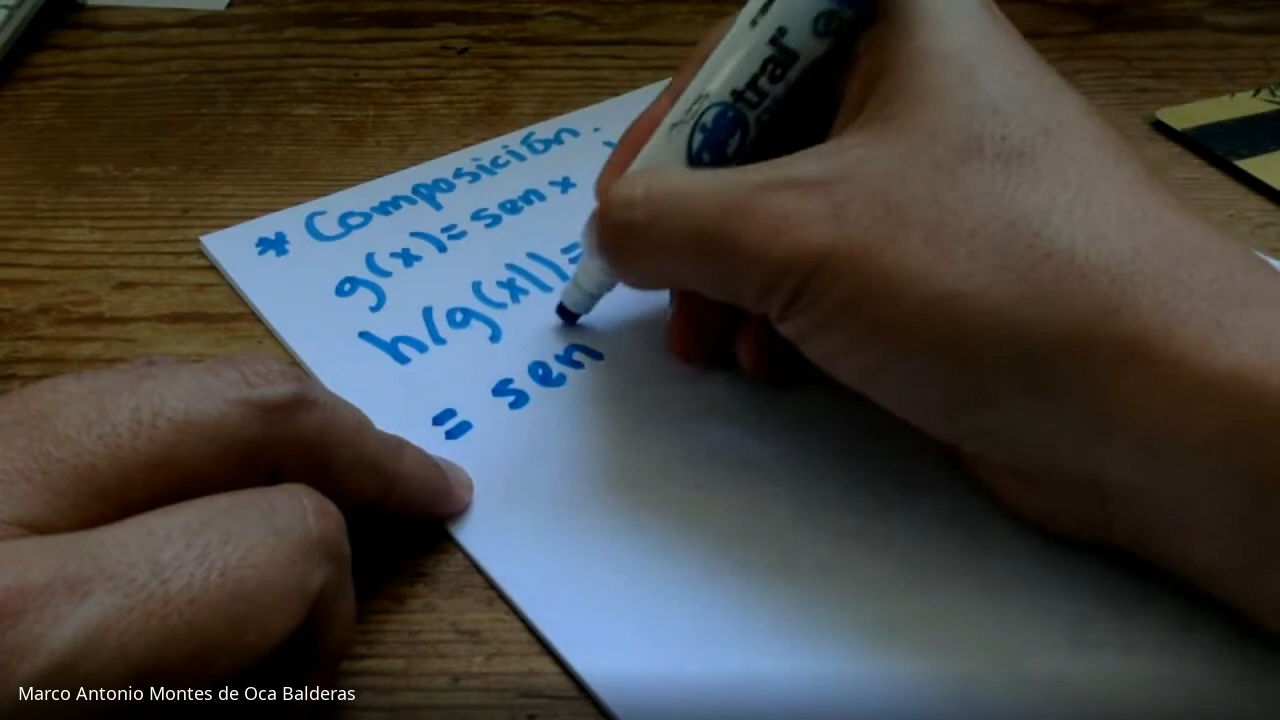 * Composición.
g(x)= sen x
h(g(x))=
= sen
Marco Antonio Montes de Oca Balderas